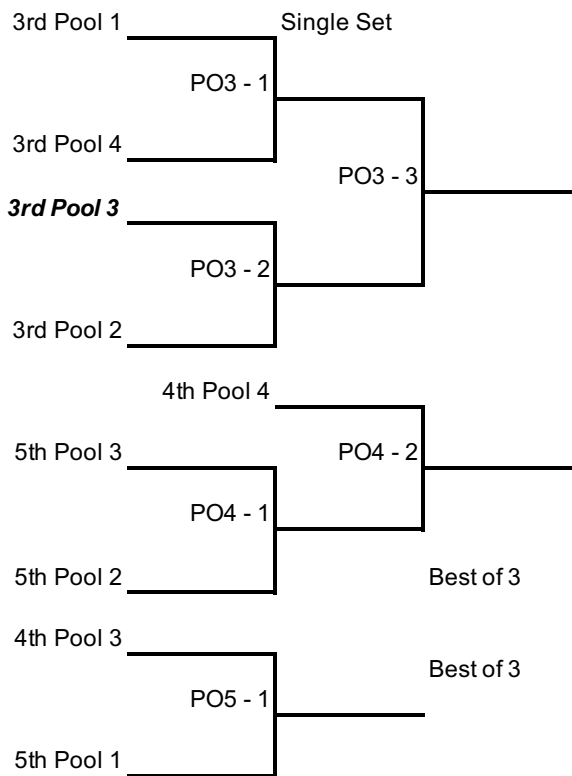 3rd Pool 1
Single Set
PO3 - 1
3rd Pool 4
PO3 - 3
3rd Pool 3
PO3 - 2
3rd Pool 2
4th Pool 4
5th Pool 3
PO4 - 2
PO4 - 1
5th Pool 2
Best of 3
4th Pool 3
Best of 3
PO5 - 1
5th Pool 1